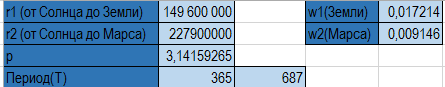 r1 (от Солнца до Земли) 149 600 000 w1(Земли) 0,017214
r2 (от Солнца до Марса) 227900000 w2(Марса) 0,009146
p 3,14159265
Период(T) 365 687